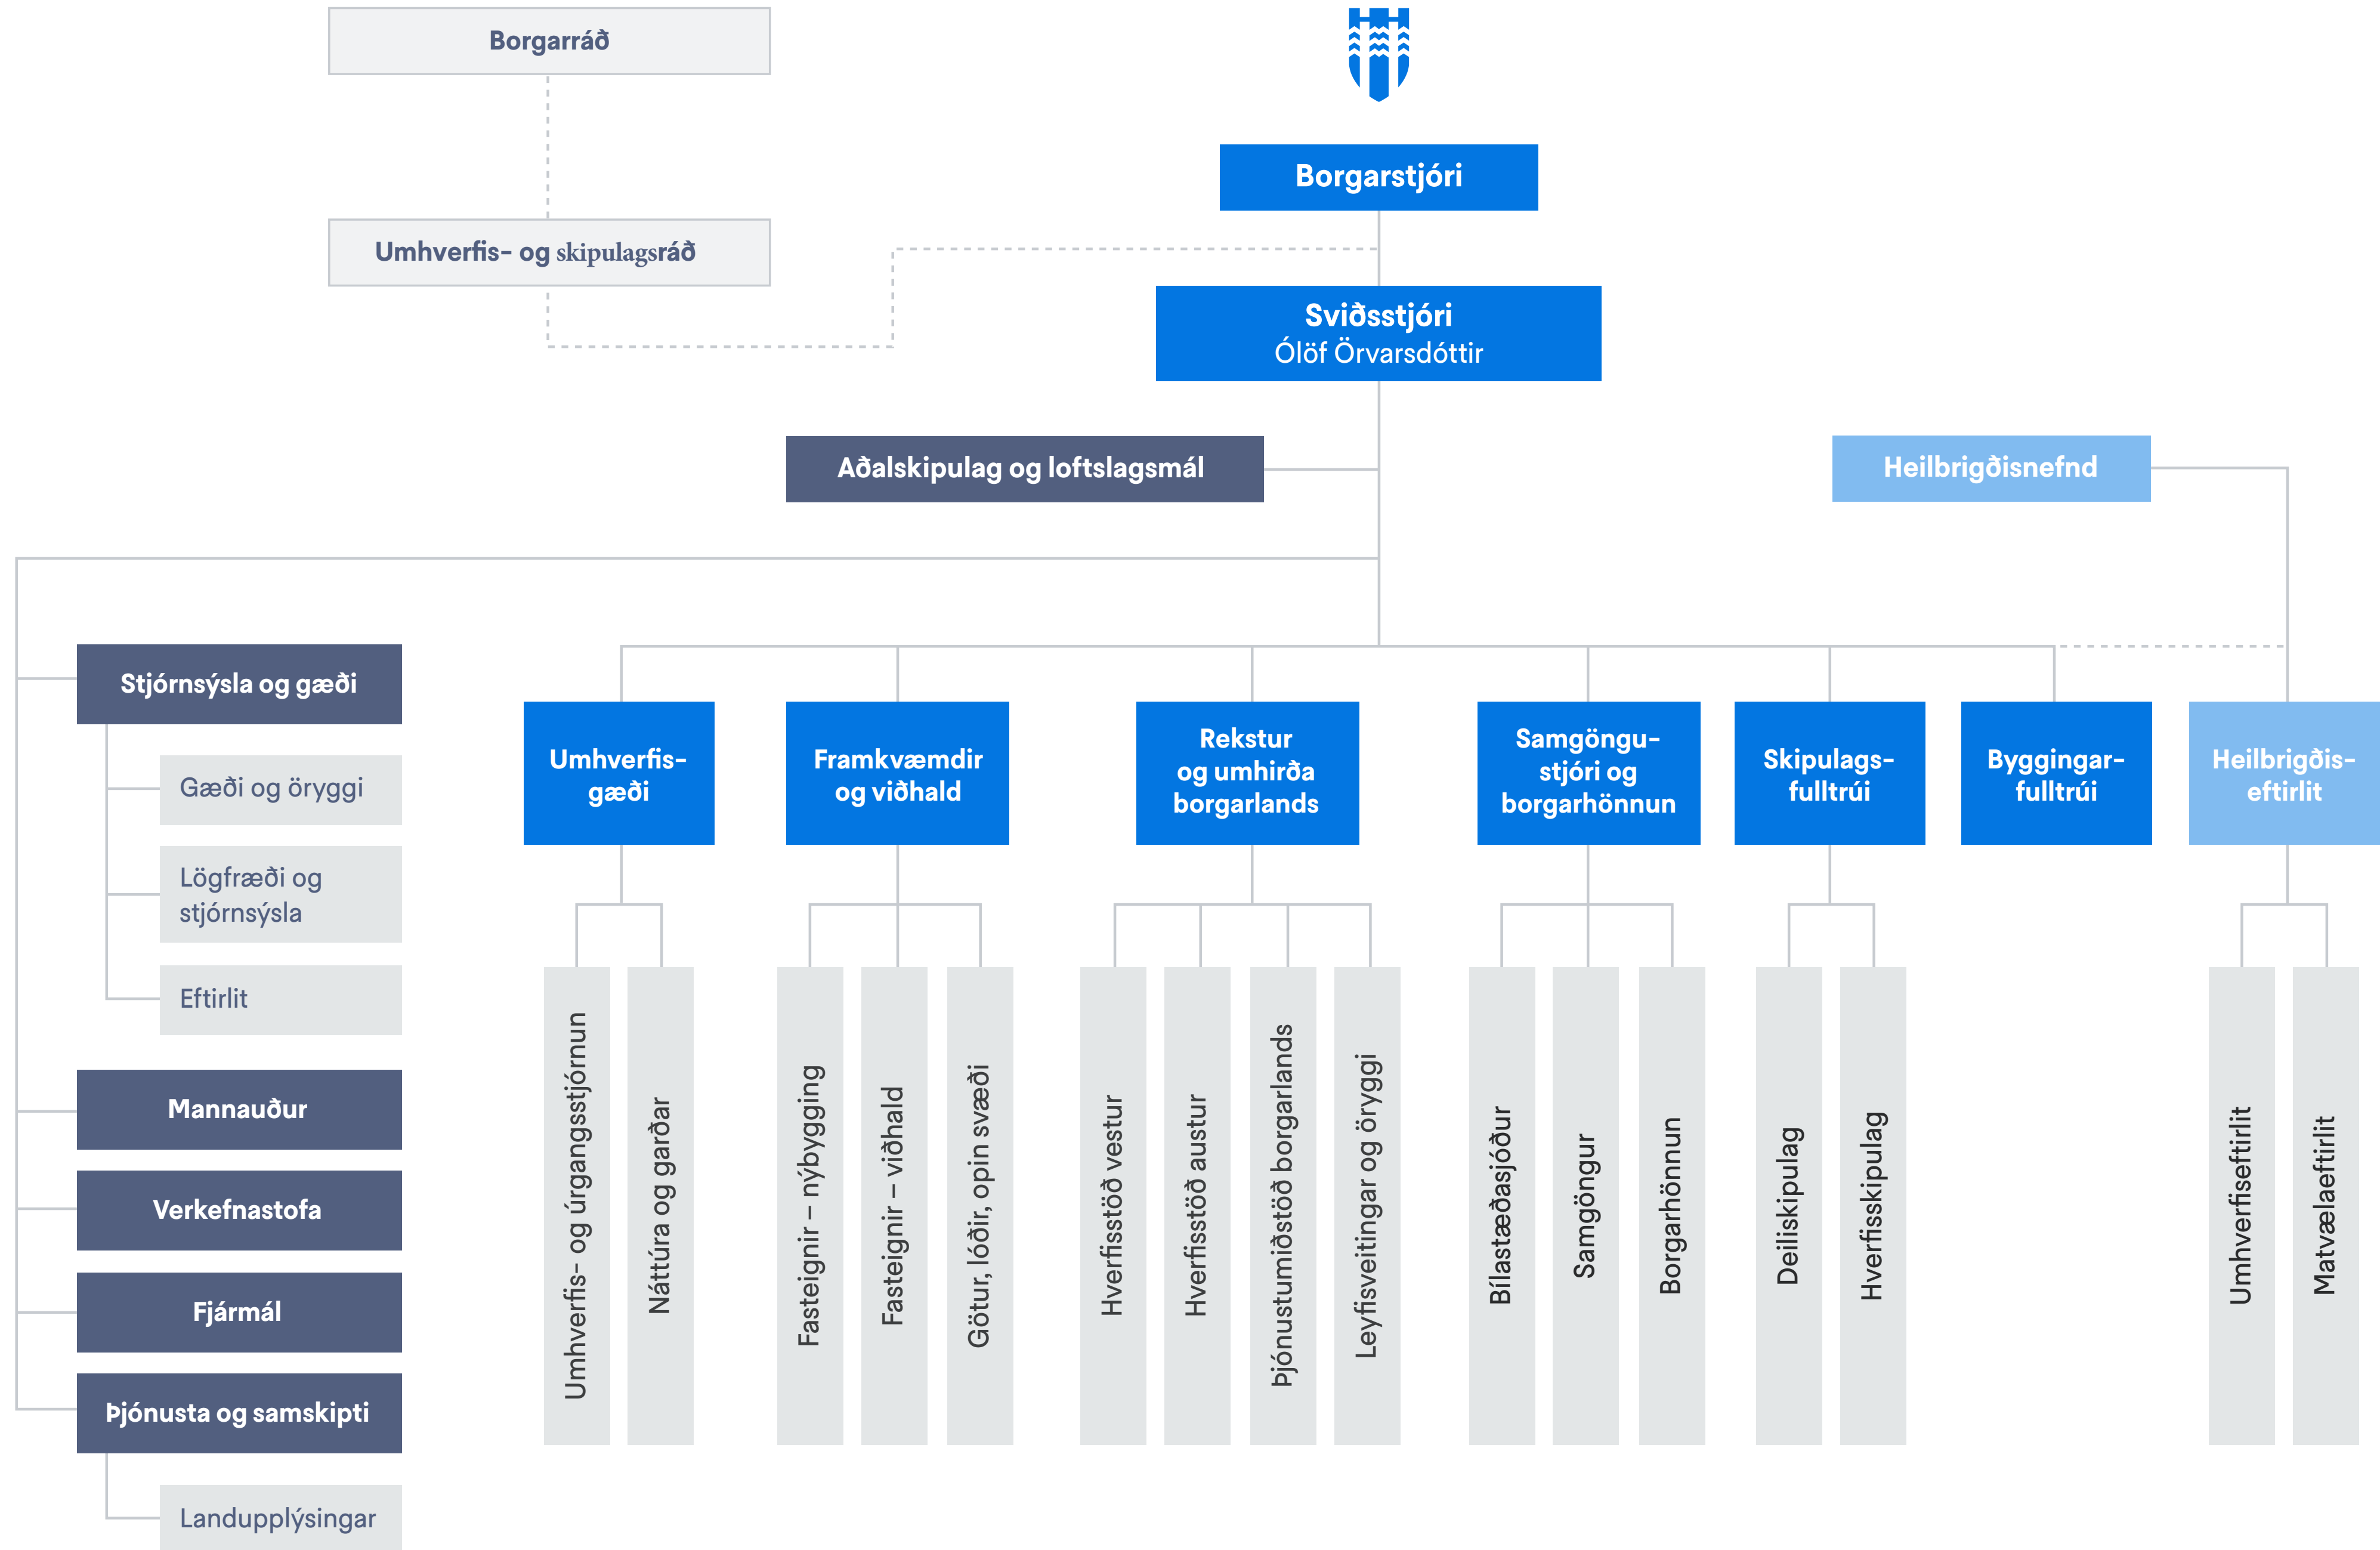 Borgarráð
Borgarstjóri
Umhverfis- og skipulagsráð
Sviðsstjóri
Ólöf Örvarsdóttir
Aðalskipulag og loftslagsmál
Heilbrigðisnefnd
Stjórnsýsla og gæði
Gæði og öryggi
Lögfræði og
stjórnsýsla
Eftirlit
Mannauður
Verkefnastofa
Fjármál
Þjónusta og samskipti
Landupplýsingar
Umhverfis-
gæði
Framkvæmdir
og viðhald
Rekstur
og umhirða
borgarlands
Samgöngu-
stjóri og
borgarhönnun
Skipulags-
fulltrúi
Byggingar-
fulltrúi
Heilbrigðis-
eftirlit
Umhverfis- og úrgangsstjórnun
Náttúra og garðar
Fasteignir – nýbygging
Fasteignir – viðhald
Götur, lóðir, opin svæði
Hverfisstöð vestur
Hverfisstöð austur
Þjónustumiðstöð borgarlands
Leyfisveitingar og öryggi
Bílastæðasjóður
Samgöngur
Borgarhönnun
Deiliskipulag
Hverfisskipulag
Umhverfiseftirlit
Matvælaeftirlit